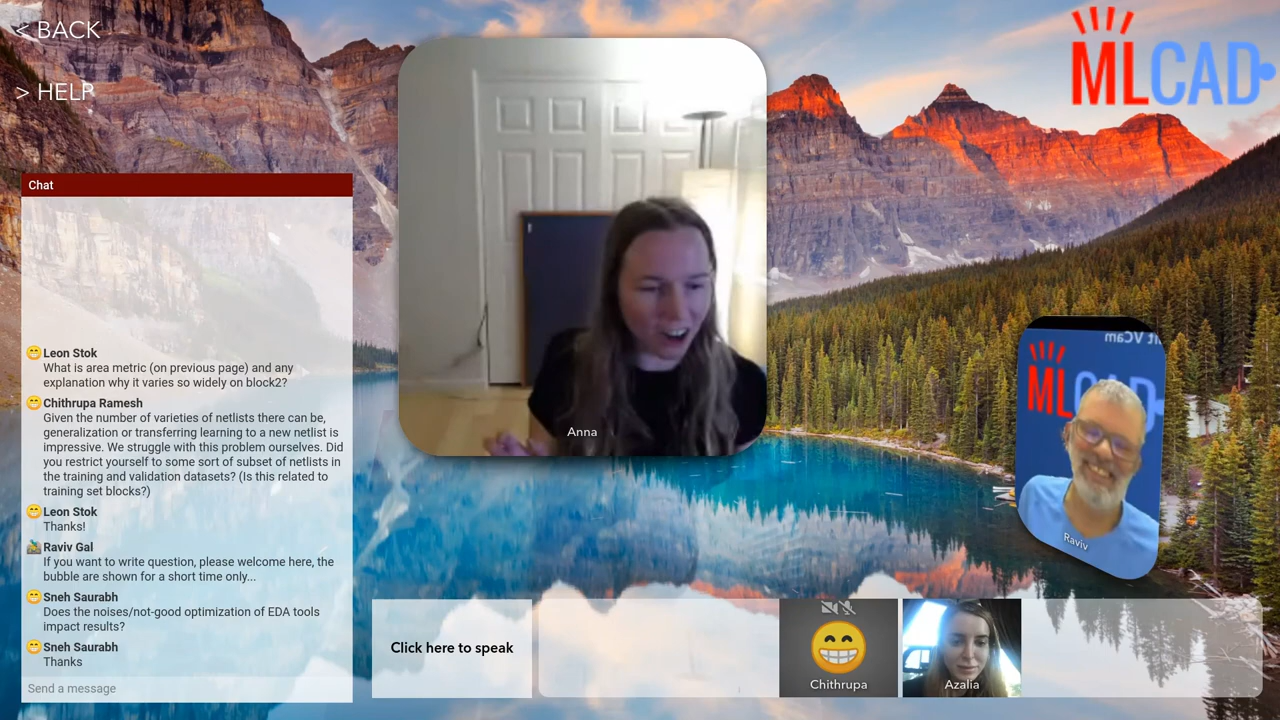 < BACK
> HELP
MLCAD
Chat
Leon Stok
What is area metric (on previous page) and any
explanation why it varies so widely on block2?
Chithrupa Ramesh
Given the number of varieties of netlists there can be,
generalization or transferring learning to a new netlist is
impressive. We struggle with this problem ourselves. Did
you restrict yourself to some sort of subset of netlists in
the training and validation datasets? (Is this related to
training set blocks?)
Leon Stok
Thanks!
Raviv Gal
If you want to write question, please welcome here, the
bubble are shown for a short time only...
Sneh Saurabh
Does the noises/not-good optimization of EDA tools
impact results?
Sneh Saurabh
Thanks
Send a message
Anna
it VCam
MLCAD
Raviv
Click here to speak
Chithrupa
Azalia